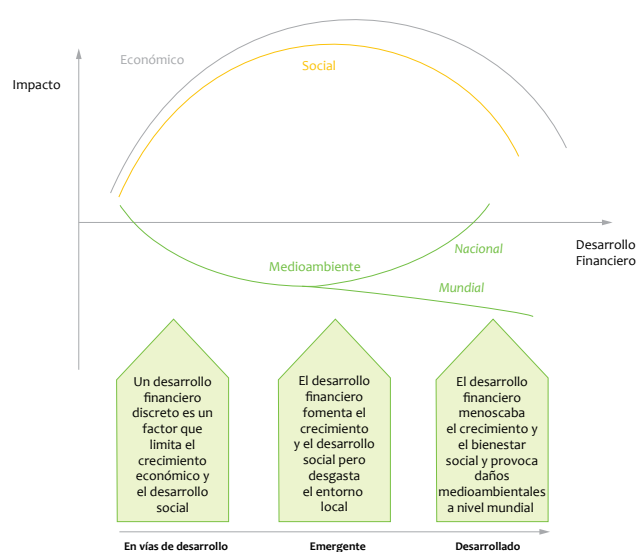 Económico
Social
Impacto
Desarrollo
Financiero
Nacional
Medioambiente
Mundial
Un desarrollo
financiero
discreto es un
factor que
limita el
crecimiento
económico y
el desarrollo
social
El desarrollo
financiero
fomenta el
crecimiento
y el desarrollo
social pero
desgasta
el entorno
local
El desarrollo
financiero
menoscaba
el crecimiento y
el bienestar
social y provoca
daños
medioambientales
a nivel mundial
En vías de desarrollo
Emergente
Desarrollado